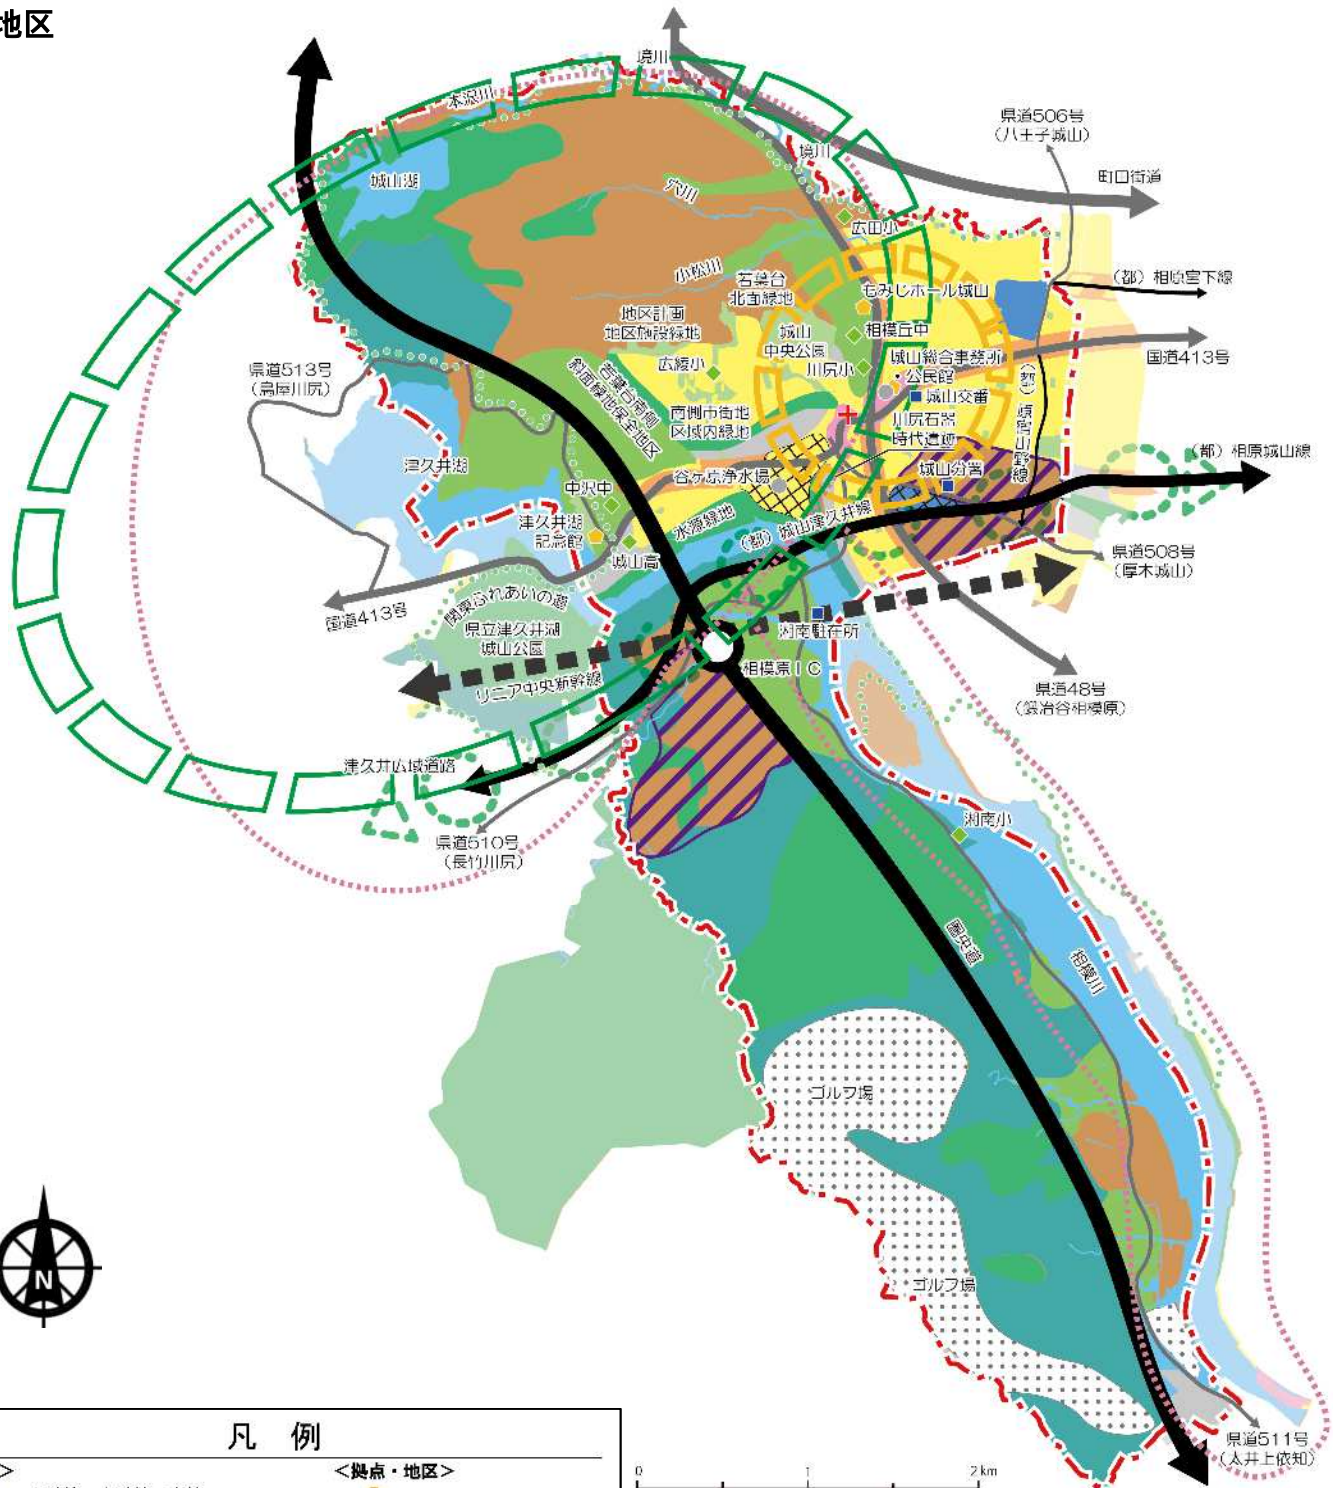 地区
境川
本沢川
県道506号
（八王子城山）
境川
町田街道
城山湖
穴川
広田小
小松川
（都）相原宮下線
若葉台
北面緑地
もみじホール城山
地区計画
地区施設緑地
城山
中央公園
相模丘中
国道413号
県道513号
（鳥屋川尻）
広綾小
川尻小
城山総合事務所
・公民館
若葉台南側
斜面緑地保全地区
城山交番
南側市街地
区域内緑地
川尻石器
時代遺跡
（都）相原城山線
津久井湖
谷ヶ原浄水場
城山分署
中沢中
津久井湖
記念館
水源緑地
（都）城山津久井線
城山高
県道508号
（厚木城山）
国道413号
関東ふれあいの道
県立津久井湖
城山公園
湘南駐在所
相模原ＩＣ
リニア中央新幹線
県道48号
（鍛冶谷相模原）
津久井広域道路
湘南小
県道510号
（長竹川尻）
圏央道
相模川
ゴルフ場
ゴルフ場
N
県道511号
（太井上依知）
凡 例
＞
＜拠点・地区＞
0 1 2km